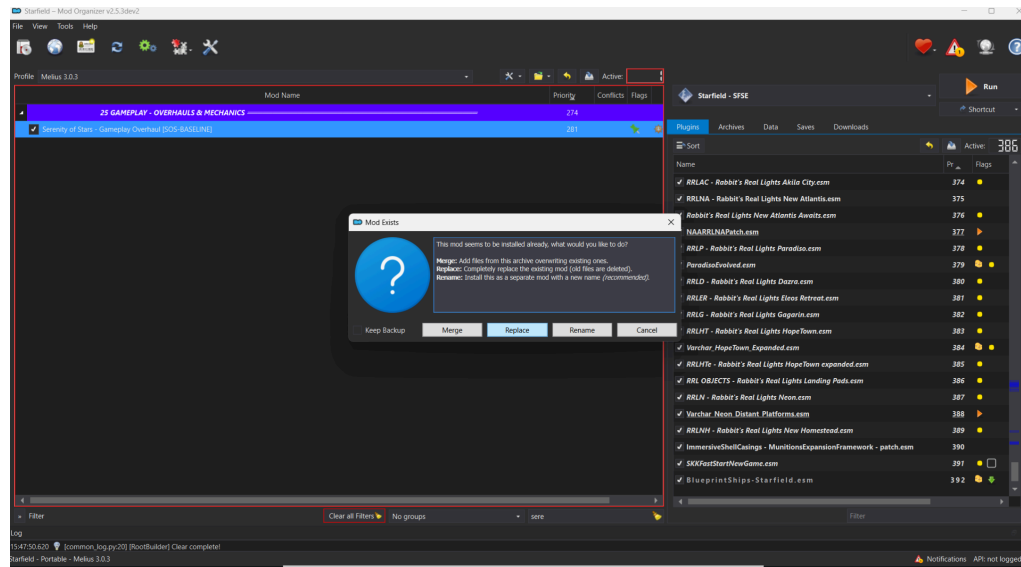 Starfield – Mod Organizer v2.5.3dev2
File View Tools Help
Profile Melius 3.0.3
Active:
Mod Name Priority Conflicts Flags
25 GAMEPLAY - OVERHAULS & MECHANICS 274
Serenity of Stars - Gameplay Overhaul [SOS-BASELINE] 281
Mod Exists
This mod seems to be installed already, what would you like to do?
Merge: Add files from this archive overwriting existing ones.
Replace: Completely replace the existing mod (old files are deleted).
Rename: Install this as a separate mod with a new name (recommended).
Keep Backup Merge Replace Rename Cancel
Clear all Filters No groups sere
Filter
Starfield - SFSE
Run
Shortcut
Plugins Archives Data Saves Downloads
Sort Active: 386
Name Pr Flags
RRLAC - Rabbit's Real Lights Akila City.esm 374
RRLNA - Rabbit's Real Lights New Atlantis.esm 375
Rabbit's Real Lights New Atlantis Awaits.esm 376
NAARRLNAPatch.esm 377
RRLP - Rabbit's Real Lights Paradiso.esm 378
ParadisoEvolved.esm 379
RRLD - Rabbit's Real Lights Dazra.esm 380
RRLER - Rabbit's Real Lights Eleos Retreat.esm 381
RRLG - Rabbit's Real Lights Gagarin.esm 382
RRLHT - Rabbit's Real Lights HopeTown.esm 383
Varchar_HopeTown_Expanded.esm 384
RRLHTe - Rabbit's Real Lights HopeTown expanded.esm 385
RRL OBJECTS - Rabbit's Real Lights Landing Pads.esm 386
RRLN - Rabbit's Real Lights Neon.esm 387
Varchar_Neon_Distant_Platforms.esm 388
RRLNH - Rabbit's Real Lights New Homestead.esm 389
ImmersiveShellCasings - MunitionsExpansionFramework - patch.esm 390
SKKFastStartNewGame.esm 391
BlueprintShips-Starfield.esm 392
Filter
Log
15:47:50.620 [common_log.py:20] [RootBuilder] Clear complete!
Starfield - Portable - Melius 3.0.3
Notifications API: not logged